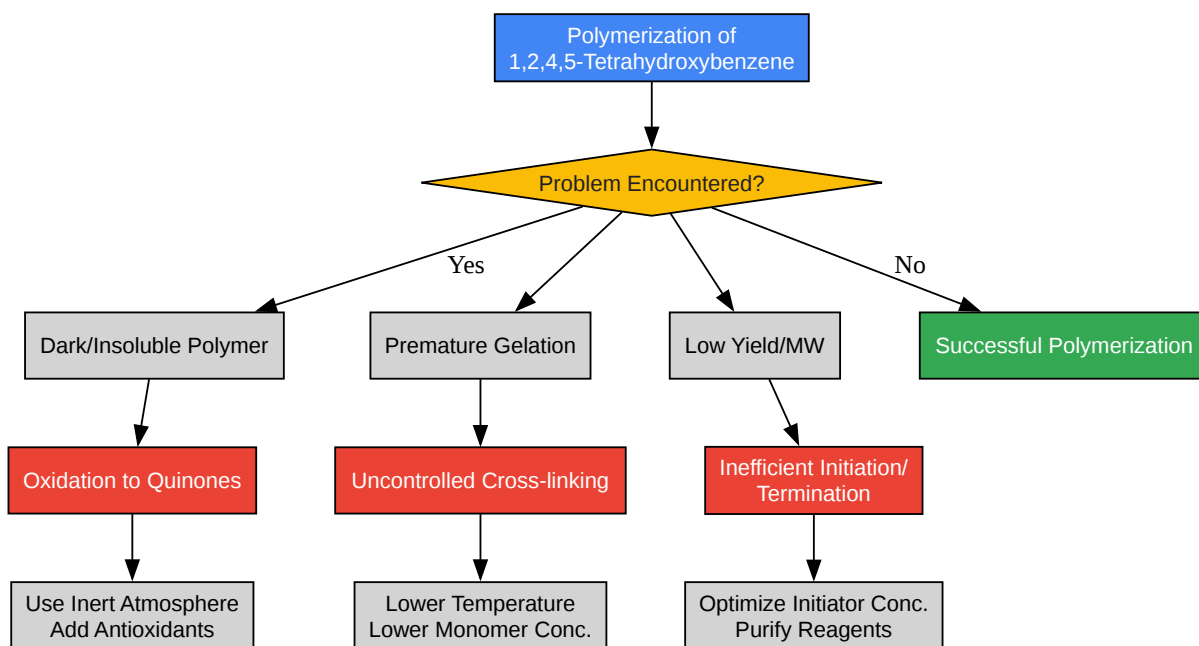 Polymerization of
1,2,4,5-Tetrahydroxybenzene
Problem Encountered?
Yes
No
Dark/Insoluble Polymer
Premature Gelation
Low Yield/MW
Successful Polymerization
Oxidation to Quinones
Uncontrolled Cross-linking
Inefficient Initiation/
Termination
Use Inert Atmosphere
Add Antioxidants
Lower Temperature
Lower Monomer Conc.
Optimize Initiator Conc.
Purify Reagents